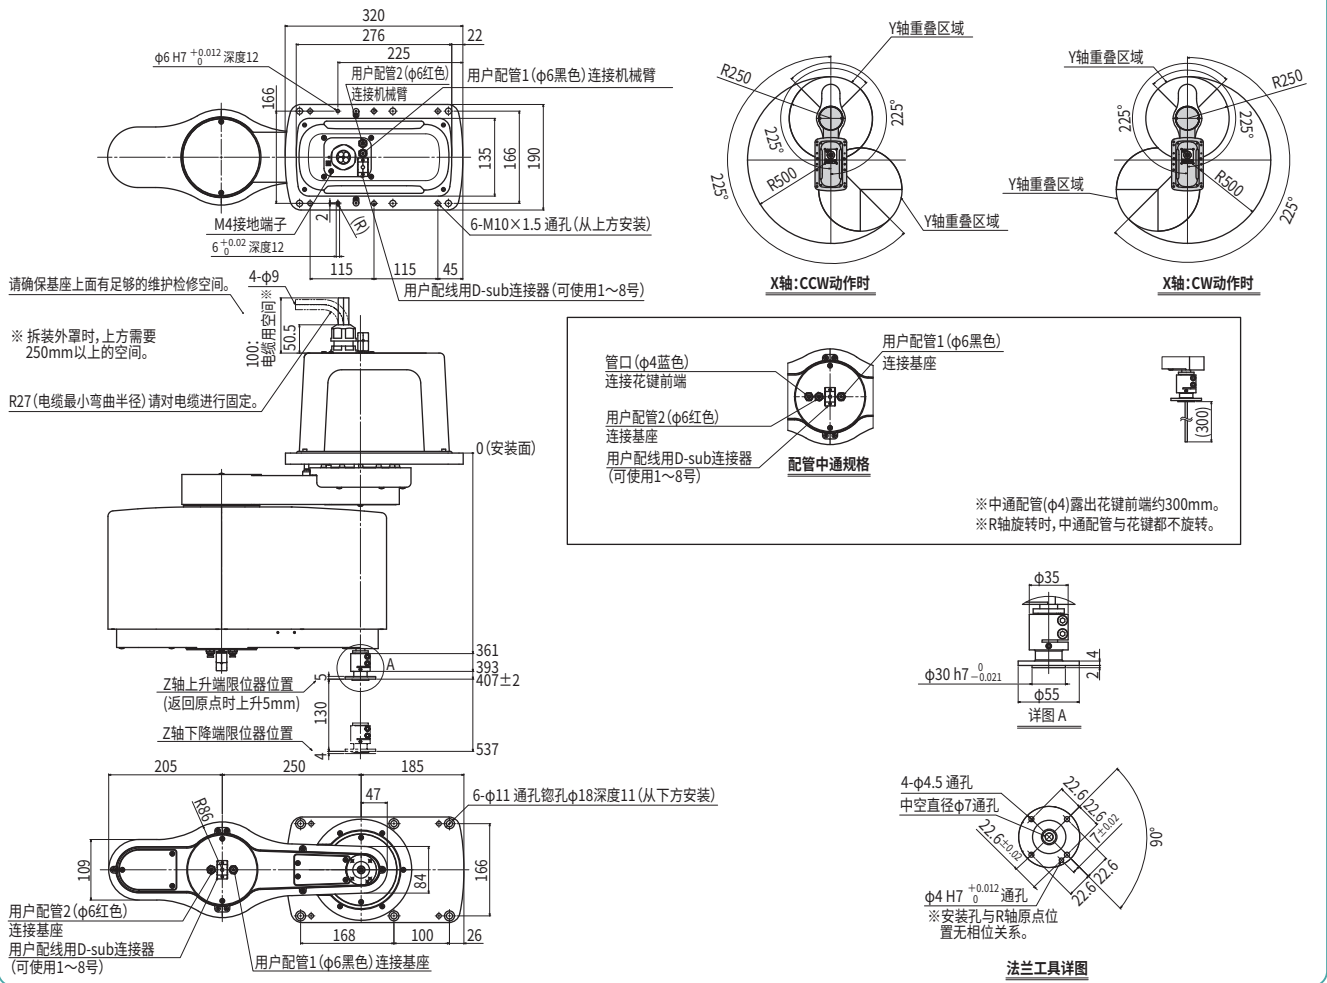 320
276
22
225
φ6 H7 +0.012 0 深度12
用户配管2(φ6红色)
连接机械臂
用户配管1(φ6黑色)连接机械臂
166
135
166
190
M4接地端子
2
(R)
6-M10×1.5 通孔(从上方安装)
6 +0.02 0 深度12
115
115
45
用户配线用D-sub连接器(可使用1～8号)
Y轴重叠区域
R250
225°
225°
225°
R500
Y轴重叠区域
X轴:CCW动作时
Y轴重叠区域
R250
225°
225°
Y轴重叠区域
R500
225°
X轴:CW动作时
请确保基座上面有足够的维护检修空间。
4-φ9
※ 拆装外罩时,上方需要
250mm以上的空间。
100:
电缆用空间※
50.5
R27(电缆最小弯曲半径)请对电缆进行固定。
0(安装面)
361
A
393
407±2
5
Z轴上升端限位器位置
(返回原点时上升5mm)
130
Z轴下降端限位器位置
4
537
管口(φ4蓝色)
连接花键前端
用户配管2(φ6红色)
连接基座
用户配线用D-sub连接器
(可使用1～8号)
用户配管1(φ6黑色)
连接基座
配管中通规格
(300)
※中通配管(φ4)露出花键前端约300mm。
※R轴旋转时,中通配管与花键都不旋转。
φ35
4
2
φ30 h7 0 −0.021
φ55
详图 A
205
250
185
47
R86
6-φ11 通孔锪孔φ18深度11(从下方安装)
109
84
166
168
100
26
用户配管2(φ6红色)
连接基座
用户配线用D-sub连接器
(可使用1～8号)
用户配管1(φ6黑色)连接基座
4-φ4.5 通孔
中空直径φ7通孔
22.6
22.6
7±0.02
22.6±0.02
90°
22.6
22.6
φ4 H7 +0.012 0 通孔
※安装孔与R轴原点位
置无相位关系。
法兰工具详图